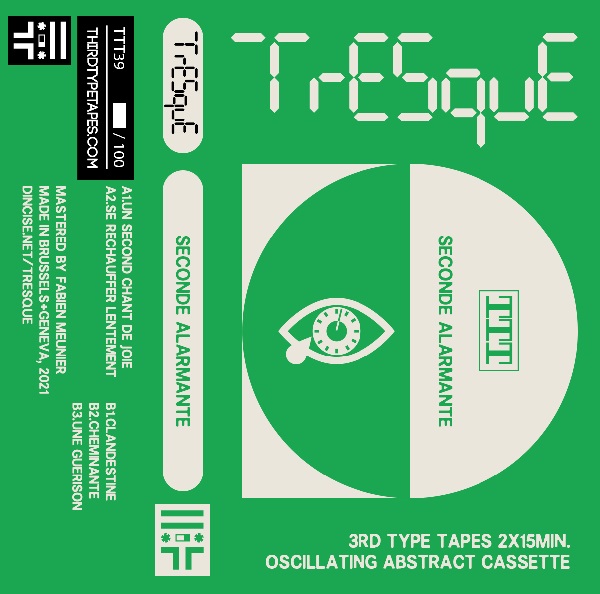 TTT39
/ 100
THIRDTYPETAPES.COM
A1.UN SECOND CHANT DE JOIE
A2.SE RECHAUFFER LENTEMENT
B1.CLANDESTINE
B2.CHEMINANTE
B3.UNE GUERISON
MASTERED BY FABIEN MEUNIER
MADE IN BRUSSELS+GENEVA, 2021
DINCISE.NET/TRESQUE
TrESquE
SECONDE ALARMANTE
TrESquE
TTT
SECONDE ALARMANTE
3RD TYPE TAPES 2X15MIN.
OSCILLATING ABSTRACT CASSETTE